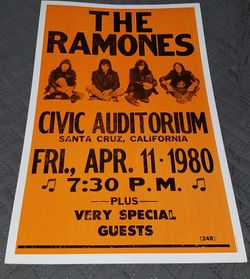 THE
RAMONES
CIVIC AUDITORIUM
SANTA CRUZ, CALIFORNIA
FRI., APR. 11 - 1980
♫ 7:30 P.M. ♫
—PLUS—
VERY SPECIAL
GUESTS
(248)